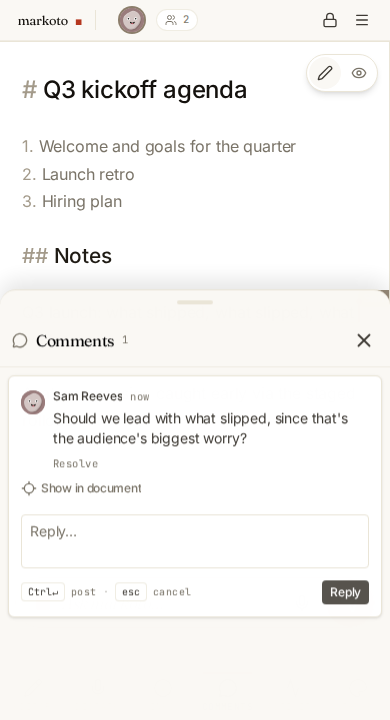 markoto
2
# Q3 kickoff agenda
1. Welcome and goals for the quarter
2. Launch retro
3. Hiring plan
## Notes
Comments 1
Sam Reeves now
Should we lead with what slipped, since that's
the audience's biggest worry?
Resolve
Show in document
Reply...
Ctrl↵ post · esc cancel
Reply